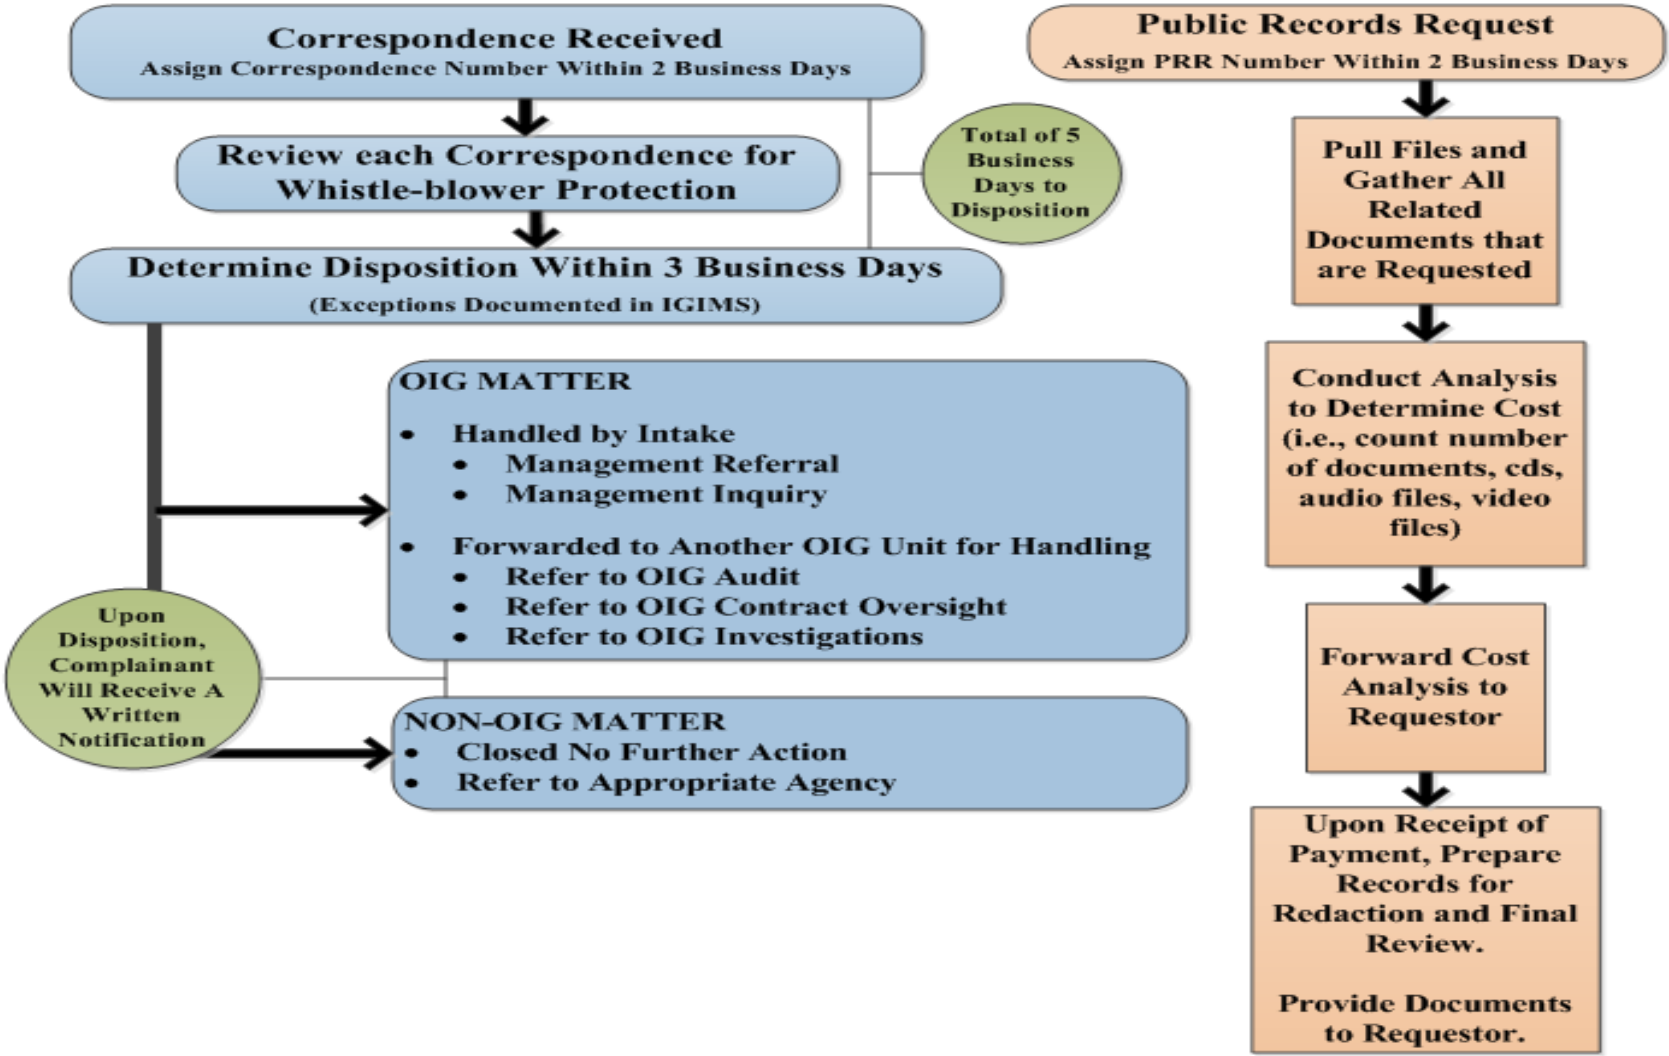 Correspondence Received
Assign Correspondence Number Within 2 Business Days
Review each Correspondence for
Whistle-blower Protection
Total of 5
Business
Days to
Disposition
Determine Disposition Within 3 Business Days
(Exceptions Documented in IGIMS)
OIG MATTER
• Handled by Intake
• Management Referral
• Management Inquiry
• Forwarded to Another OIG Unit for Handling
• Refer to OIG Audit
• Refer to OIG Contract Oversight
• Refer to OIG Investigations
Upon
Disposition,
Complainant
Will Receive A
Written
Notification
NON-OIG MATTER
• Closed No Further Action
• Refer to Appropriate Agency
Public Records Request
Assign PRR Number Within 2 Business Days
Pull Files and
Gather All
Related
Documents that
are Requested
Conduct Analysis
to Determine Cost
(i.e., count number
of documents, cds,
audio files, video
files)
Forward Cost
Analysis to
Requestor
Upon Receipt of
Payment, Prepare
Records for
Redaction and Final
Review.
Provide Documents
to Requestor.